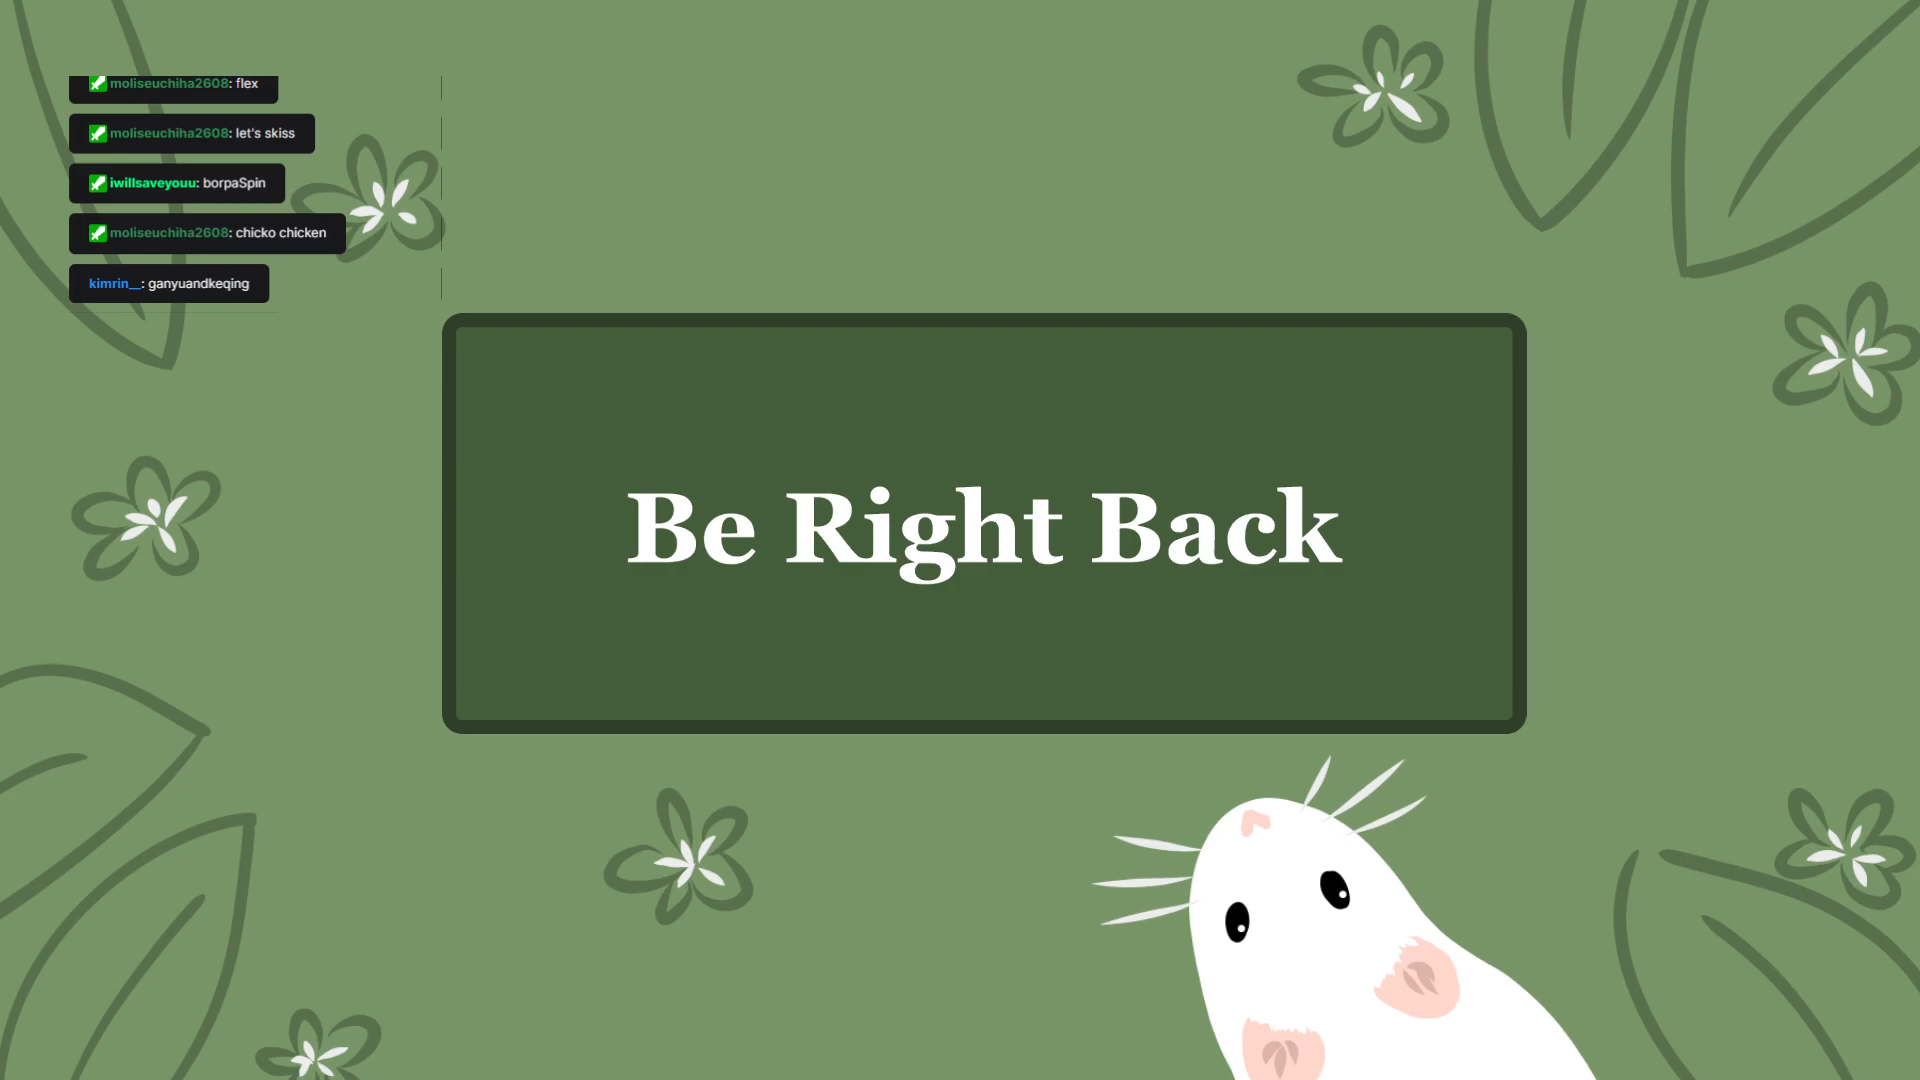 moliseuchiha2608: flex
moliseuchiha2608: let's skiss
iwillsaveyouu: borpaSpin
moliseuchiha2608: chicko chicken
kimrin__: ganyuandkeqing
Be Right Back